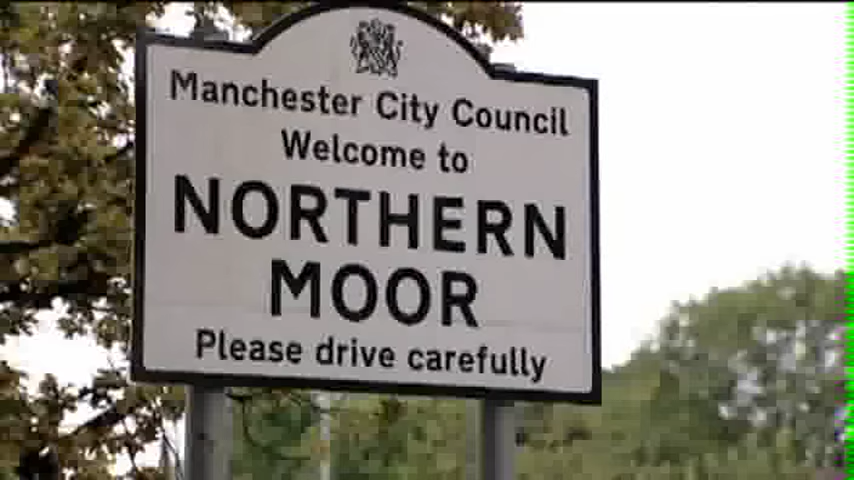 Manchester City Council
Welcome to
NORTHERN
MOOR
Please drive carefully